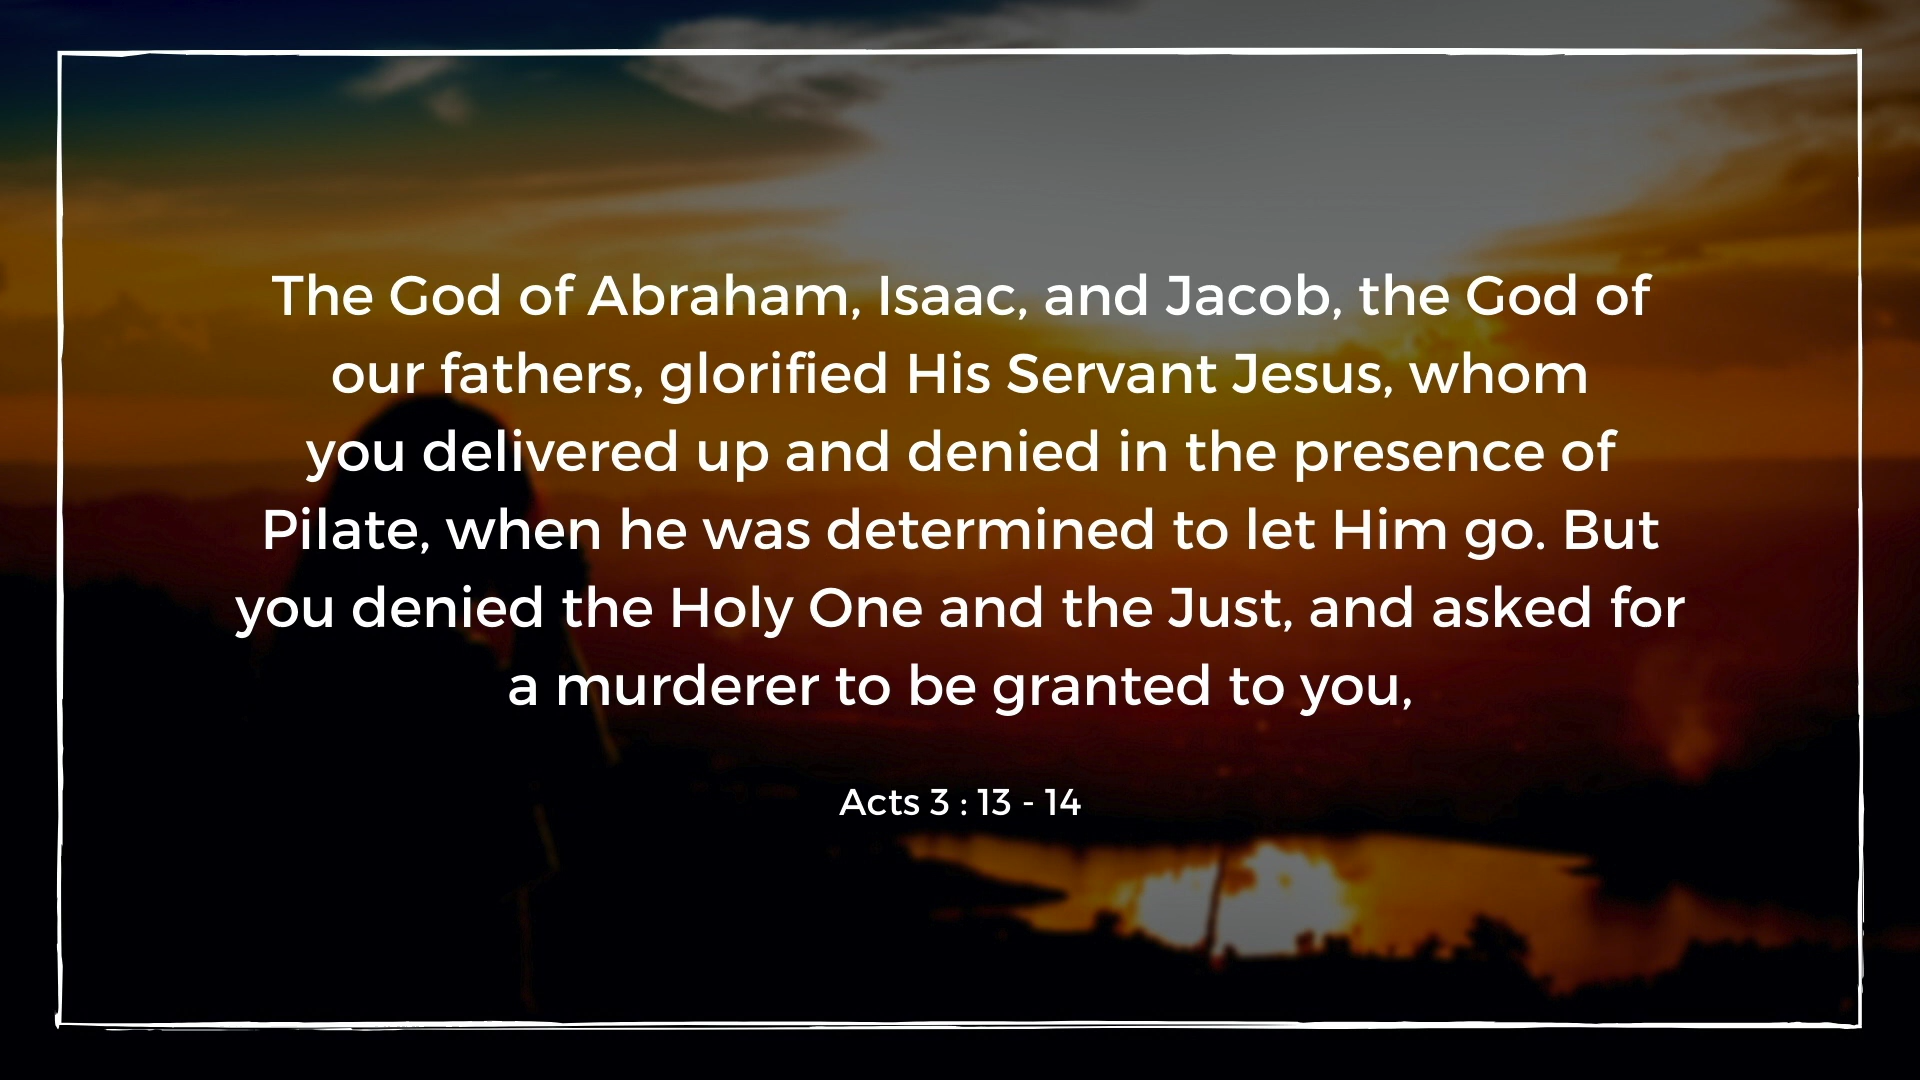 The God of Abraham, Isaac, and Jacob, the God of
our fathers, glorified His Servant Jesus, whom
you delivered up and denied in the presence of
Pilate, when he was determined to let Him go. But
you denied the Holy One and the Just, and asked for
a murderer to be granted to you,
Acts 3 : 13 - 14